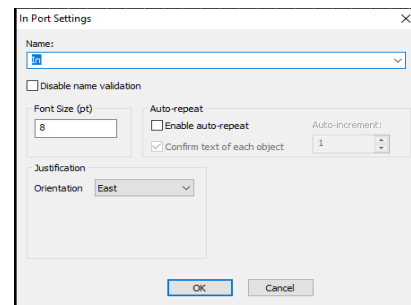 In Port Settings
Name:
In
Disable name validation
Font Size (pt)
8
Auto-repeat
Enable auto-repeat
Auto-increment:
Confirm text of each object
1
Justification
Orientation East
OK Cancel